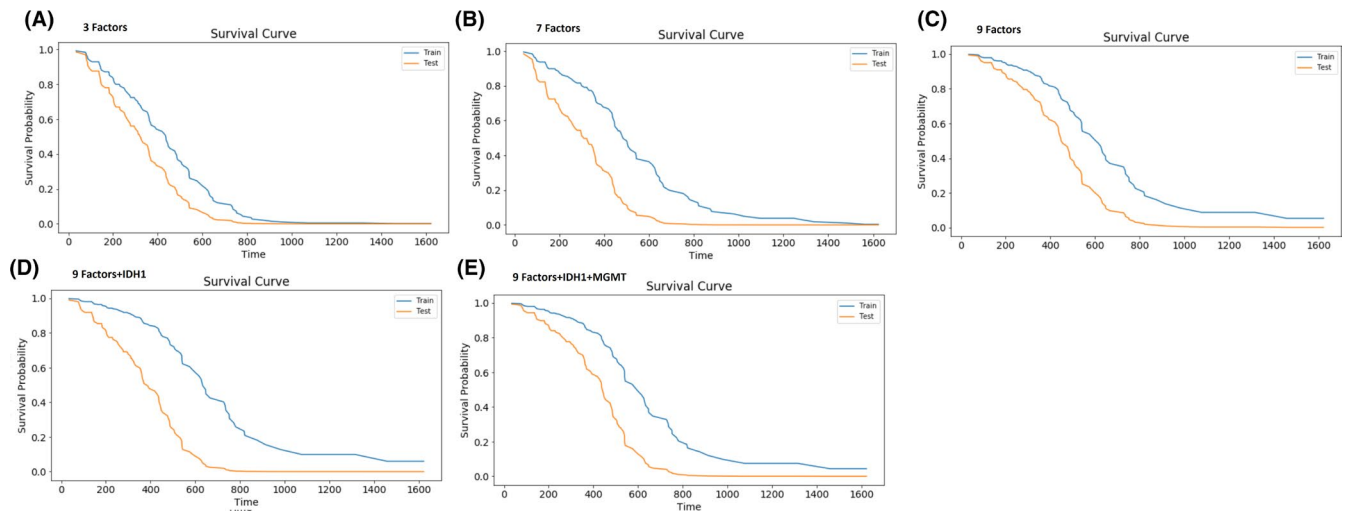 (A)
3 Factors
Survival Curve
Train
Test
Survival Probability
1.0
0.8
0.6
0.4
0.2
0.0
0 200 400 600 800 1000 1200 1400 1600
Time
(B)
7 Factors
Survival Curve
Train
Test
Survival Probability
1.0
0.8
0.6
0.4
0.2
0.0
0 200 400 600 800 1000 1200 1400 1600
Time
(C)
9 Factors
Survival Curve
Train
Test
Survival Probability
1.0
0.8
0.6
0.4
0.2
0.0
0 200 400 600 800 1000 1200 1400 1600
Time
(D)
9 Factors+IDH1
Survival Curve
Train
Test
Survival Probability
1.0
0.8
0.6
0.4
0.2
0.0
0 200 400 600 800 1000 1200 1400 1600
Time
(E)
9 Factors+IDH1+MGMT
Survival Curve
Train
Test
Survival Probability
1.0
0.8
0.6
0.4
0.2
0.0
0 200 400 600 800 1000 1200 1400 1600
Time